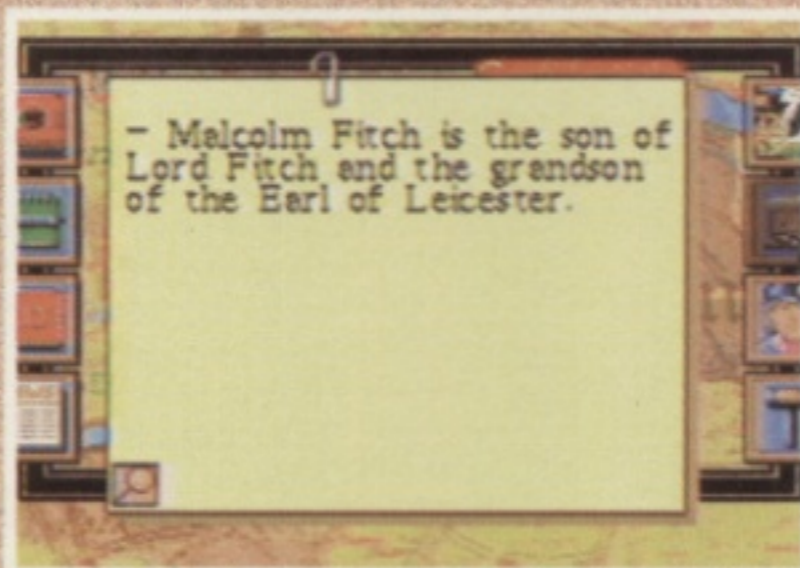 - Malcolm Fitch is the son of
Lord Fitch and the grandson
of the Earl of Leicester.